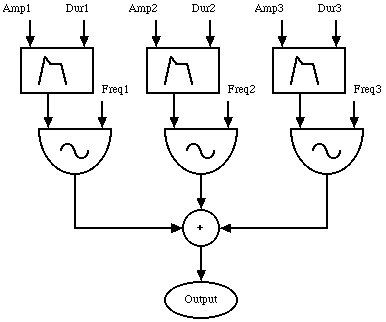 Amp1 Dur1 Amp2 Dur2 Amp3 Dur3
Freq1 Freq2 Freq3
+
Output